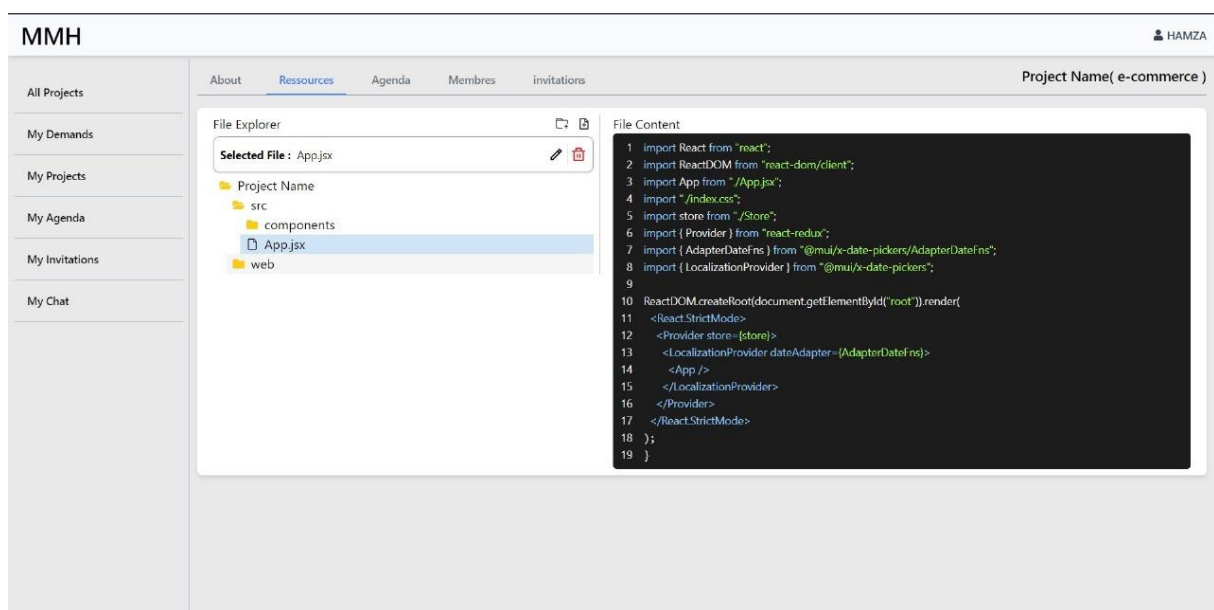 MMH
HAMZA
All Projects
My Demands
My Projects
My Agenda
My Invitations
My Chat
About Ressources Agenda Membres invitations
Project Name( e-commerce )
File Explorer
Selected File : App.jsx
Project Name
src
components
App.jsx
web
File Content
1 import React from "react";
2 import ReactDOM from "react-dom/client";
3 import App from "./App.jsx";
4 import "./index.css";
5 import store from "./Store";
6 import { Provider } from "react-redux";
7 import { AdapterDateFns } from "@mui/x-date-pickers/AdapterDateFns";
8 import { LocalizationProvider } from "@mui/x-date-pickers";
9
10 ReactDOM.createRoot(document.getElementById("root")).render(
11 <React.StrictMode>
12 <Provider store={store}>
13 <LocalizationProvider dateAdapter={AdapterDateFns}>
14 <App />
15 </LocalizationProvider>
16 </Provider>
17 </React.StrictMode>
18 );
19 }